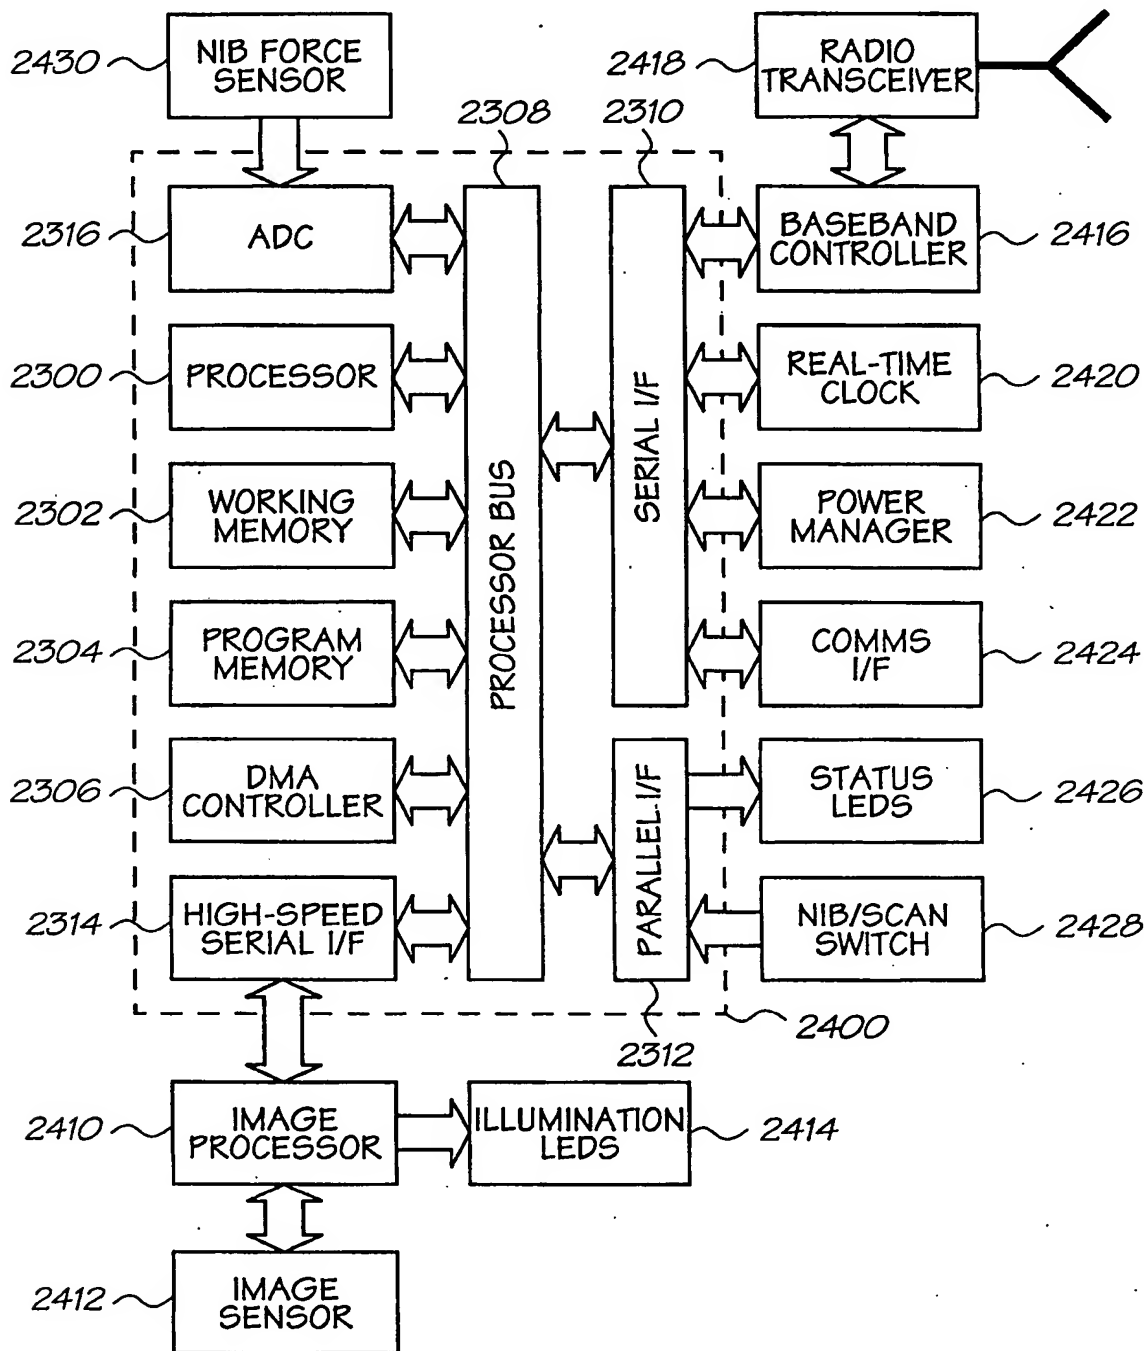 2430
NIB FORCE
SENSOR
2418
RADIO
TRANSCEIVER
2308
2310
2316
ADC
BASEBAND
CONTROLLER
2416
2300
PROCESSOR
REAL-TIME
CLOCK
2420
PROCESSOR BUS
SERIAL I/F
2302
WORKING
MEMORY
POWER
MANAGER
2422
2304
PROGRAM
MEMORY
COMMS
I/F
2424
2306
DMA
CONTROLLER
STATUS
LEDS
2426
PARALLEL-I/F
2314
HIGH-SPEED
SERIAL I/F
NIB/SCAN
SWITCH
2428
2400
2312
2410
IMAGE
PROCESSOR
ILLUMINATION
LEDS
2414
2412
IMAGE
SENSOR